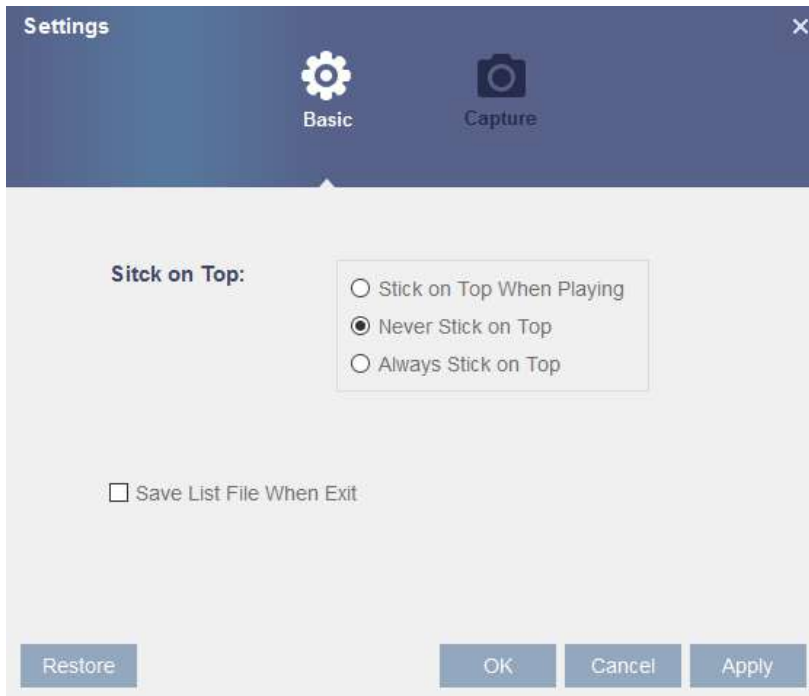 Settings
Basic
Capture
Sitck on Top:
Stick on Top When Playing
Never Stick on Top
Always Stick on Top
Save List File When Exit
Restore
OK
Cancel
Apply